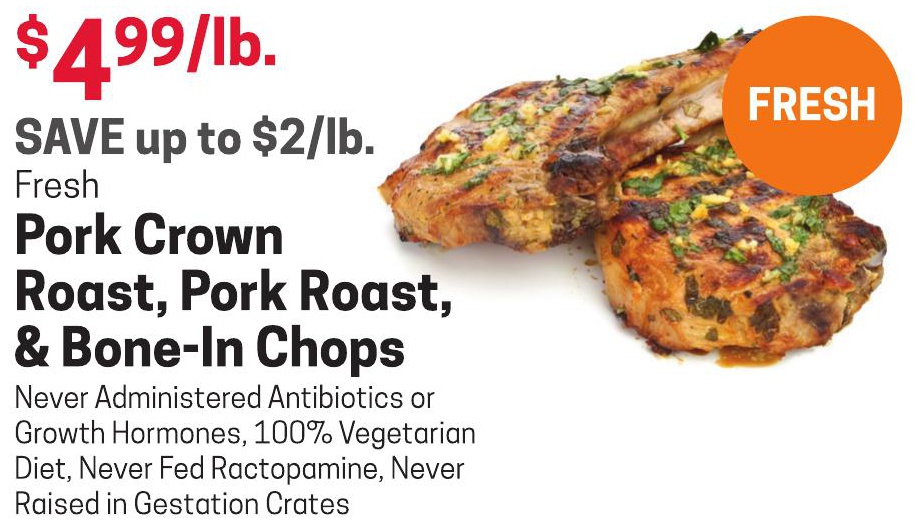 $4.99/lb.
SAVE up to $2/lb.
Fresh
Pork Crown
Roast, Pork Roast,
& Bone-In Chops
Never Administered Antibiotics or
Growth Hormones, 100% Vegetarian
Diet, Never Fed Ractopamine, Never
Raised in Gestation Crates
FRESH